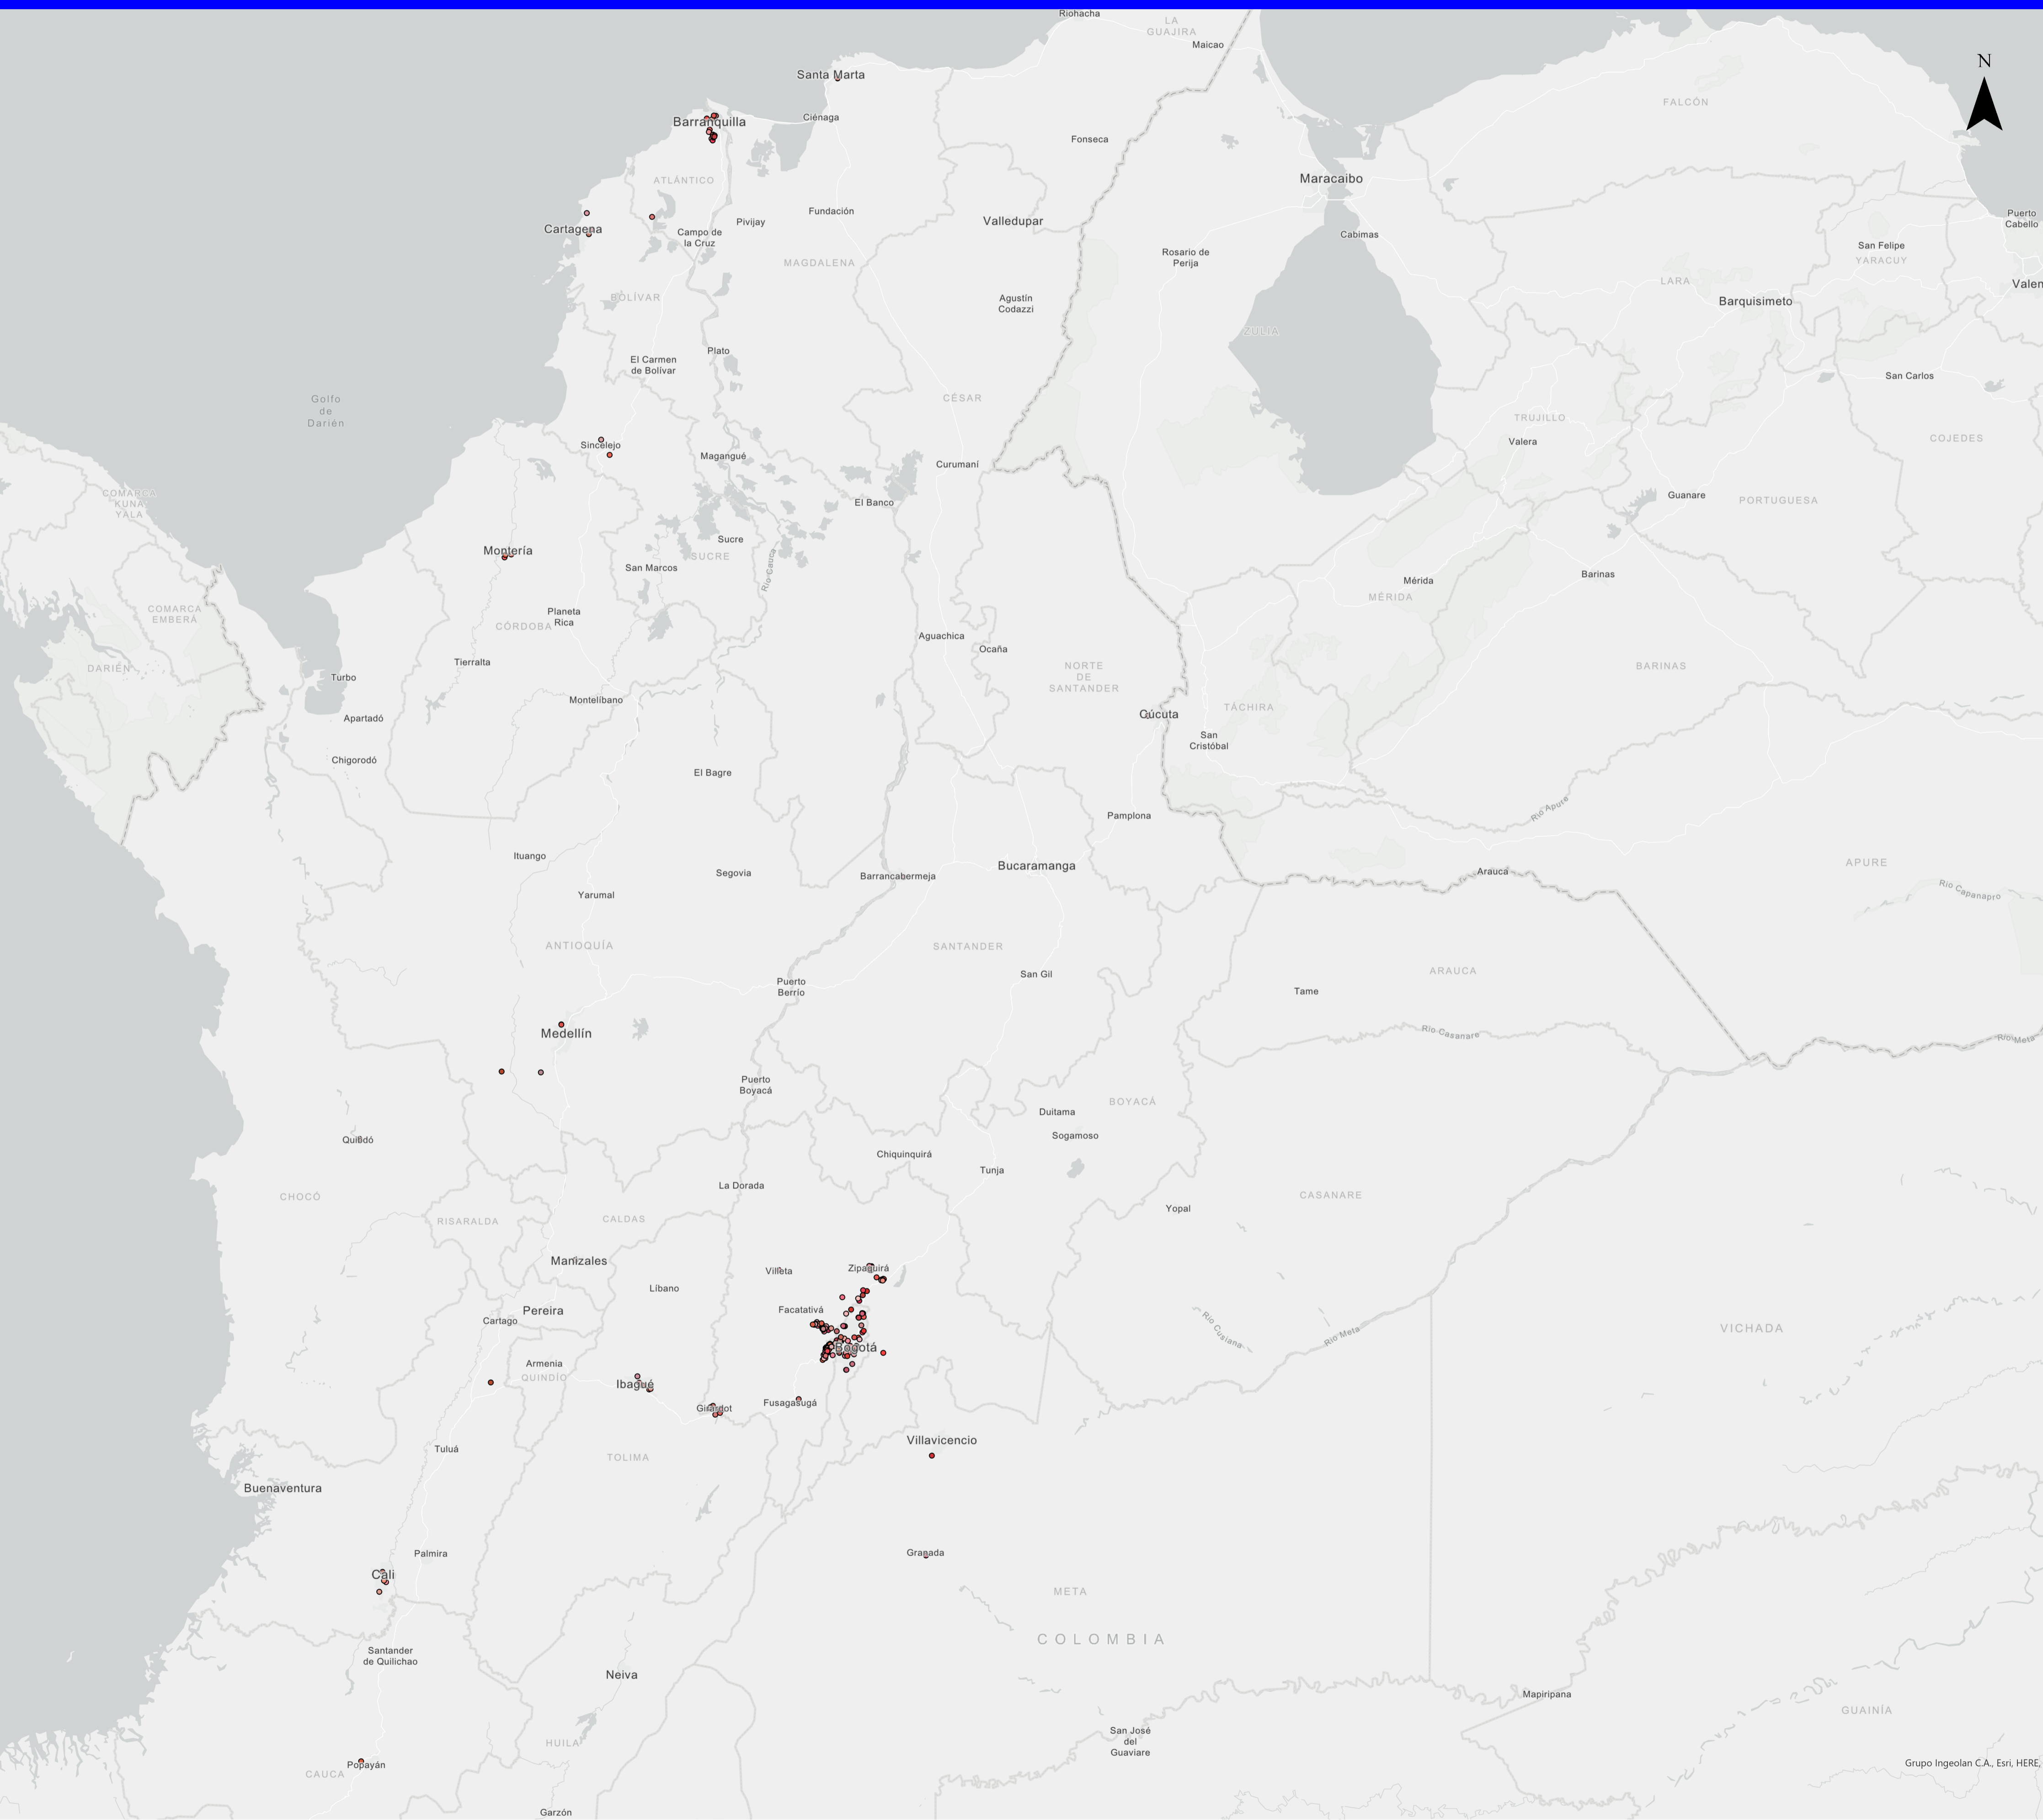 Riohacha
LA
GUAJIRA
Maicao
N
Santa Marta
FALCÓN
Barranquilla
Ciénaga
Fonseca
ATLÁNTICO
Maracaibo
Cartagena
Pivijay
Fundación
Valledupar
Puerto
Cabello
Campo de
la Cruz
Cabimas
San Felipe
YARACUY
MAGDALENA
Rosario de
Perija
LARA
Valen
BOLÍVAR
Agustín
Codazzi
Barquisimeto
ZULIA
Plato
El Carmen
de Bolívar
San Carlos
Golfo
de
Darién
CÉSAR
TRUJILLO
Valera
COJEDES
Sincelejo
Magangué
Curumaní
COMARCA
KUNA
YALA
El Banco
Guanare
PORTUGUESA
Montería
Sucre
SUCRE
San Marcos
Río Cauca
Mérida
MÉRIDA
Barinas
COMARCA
EMBERÁ
Planeta
Rica
CÓRDOBA
Aguachica
Ocaña
DARIÉN
Turbo
Tierralta
NORTE
DE
SANTANDER
BARINAS
Montelíbano
Apartadó
Cúcuta
TÁCHIRA
San
Cristóbal
Chigorodó
El Bagre
Pamplona
Río Apure
Ituango
Segovia
Barrancabermeja
Bucaramanga
Arauca
APURE
Yarumal
Río Capanapro
ANTIOQUÍA
SANTANDER
San Gil
ARAUCA
Puerto
Berrío
Tame
Medellín
Río Casanare
Río Meta
Puerto
Boyacá
BOYACÁ
Duitama
Sogamoso
Quibdó
Chiquinquirá
Tunja
La Dorada
CHOCÓ
CASANARE
Yopal
RISARALDA
CALDAS
Manizales
Villeta
Zipaquirá
Líbano
Pereira
Facatativá
Cartago
Río Cusiana
Río Meta
VICHADA
Bogotá
Armenia
QUINDÍO
Ibagué
Girardot
Fusagasugá
Tuluá
TOLIMA
Villavicencio
Buenaventura
Palmira
Granada
Cali
META
COLOMBIA
Santander
de Quilichao
Neiva
Mapiripana
GUAINÍA
San José
del
Guaviare
HUILA
Popayán
CAUCA
Grupo Ingeolan C.A., Esri, HERE,
Garzón